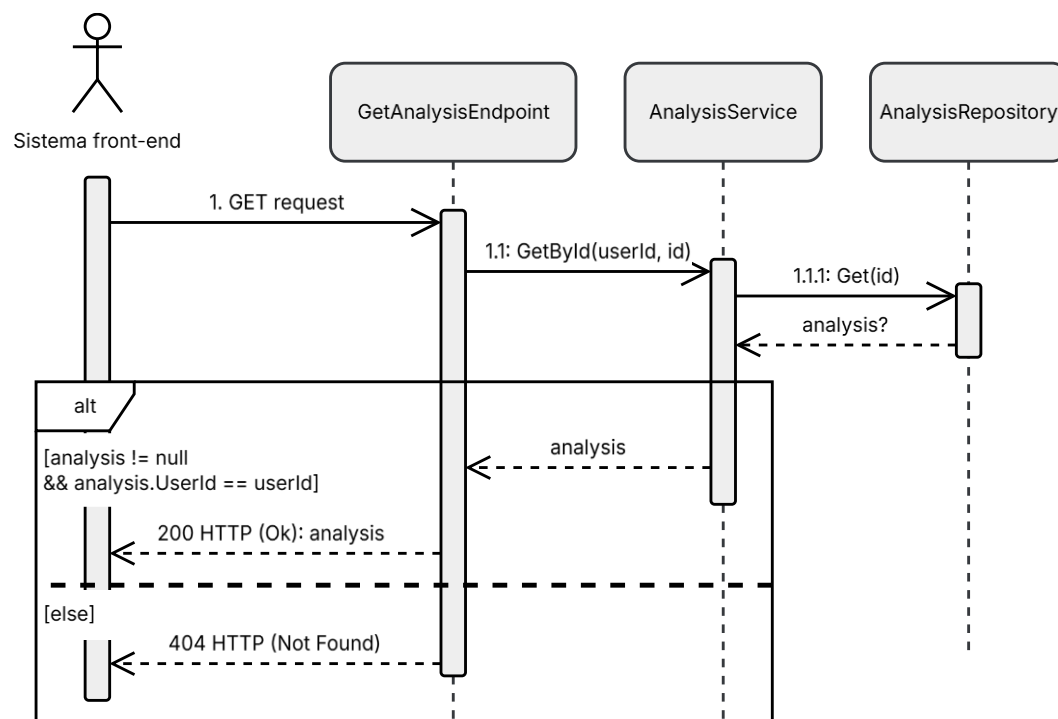 Sistema front-end
GetAnalysisEndpoint
AnalysisService
AnalysisRepository
1. GET request
1.1: GetById(userId, id)
1.1.1: Get(id)
analysis?
alt
[analysis != null
&& analysis.UserId == userId]
analysis
200 HTTP (Ok): analysis
[else]
404 HTTP (Not Found)